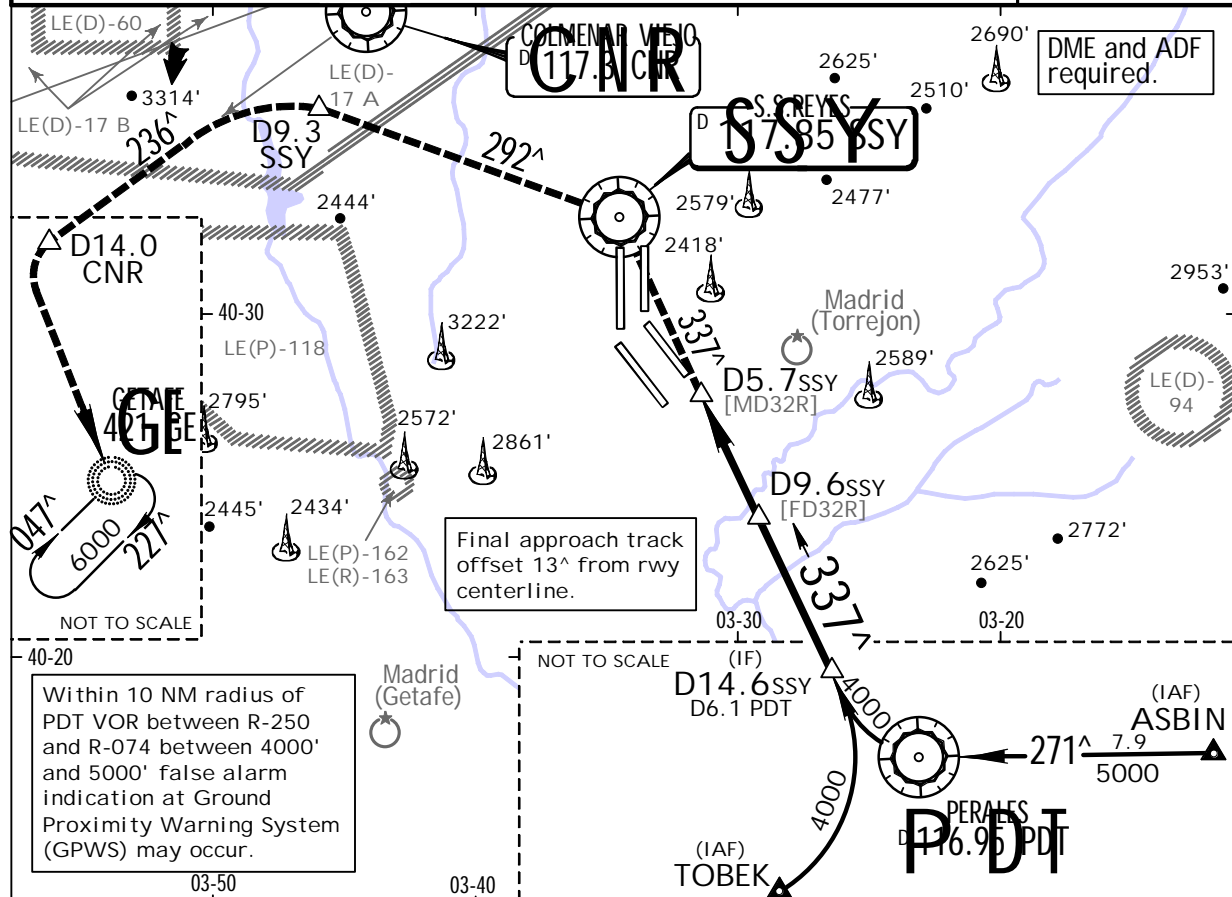 LE(D)-60
COLMENAR VIEJO
D 117.3 CNR
CNR
2690'
DME and ADF
required.
LE(D)-
17 A
2625'
3314'
2510'
S.S.REYES
D 117.85 SSY
SSY
LE(D)-17 B
236^
D9.3
SSY
292^
2579'
2477'
2444'
2418'
D14.0
CNR
2953'
Madrid
(Torrejon)
40-30
3222'
337^
LE(P)-118
2589'
D5.7SSY
[MD32R]
LE(D)-
94
GETAFE
421 GE
GE
2795'
2572'
2861'
D9.6SSY
[FD32R]
047^
6000
227^
2445'
2434'
2772'
Final approach track
offset 13^ from rwy
centerline.
LE(P)-162
LE(R)-163
2625'
337^
NOT TO SCALE
03-30
03-20
40-20
NOT TO SCALE
(IF)
D14.6SSY
D6.1 PDT
Madrid
(Getafe)
4000
(IAF)
ASBIN
Within 10 NM radius of
PDT VOR between R-250
and R-074 between 4000'
and 5000' false alarm
indication at Ground
Proximity Warning System
(GPWS) may occur.
271^
7.9
5000
4000
PERALES
D 116.95 PDT
PDT
(IAF)
TOBEK
03-50
03-40